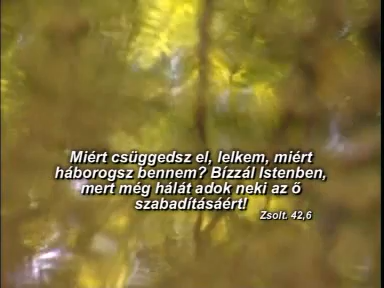 Miért csüggedsz el, lelkem, miért
háborogsz bennem? Bízzál Istenben,
mert még hálát adok neki az ő
szabadításáért!
Zsolt. 42,6